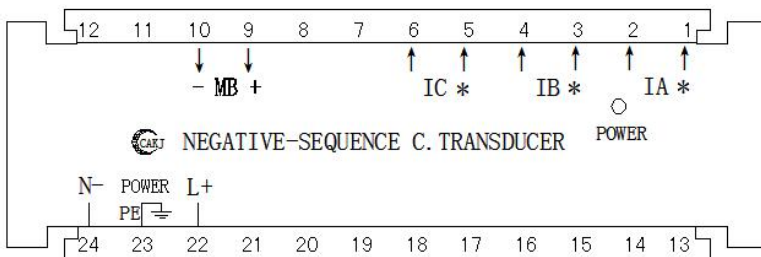 12 11 10 9 8 7 6 5 4 3 2 1
- MB + IC * IB * IA *
POWER
CAKJ NEGATIVE-SEQUENCE C.TRANSDUCER
N- POWER L+
PE
24 23 22 21 20 19 18 17 16 15 14 13